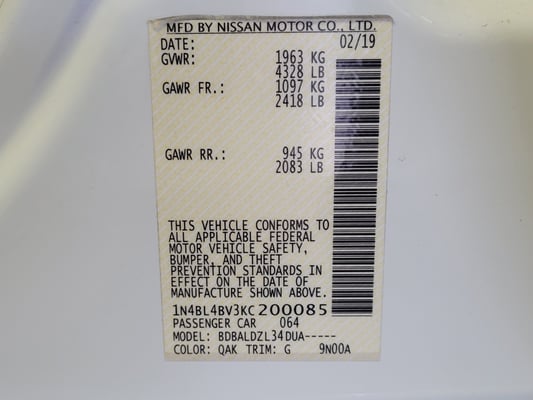 MFD BY NISSAN MOTOR CO., LTD.
DATE: 02/19
GVWR: 1963 KG
4328 LB
GAWR FR.: 1097 KG
2418 LB
GAWR RR.: 945 KG
2083 LB
THIS VEHICLE CONFORMS TO
ALL APPLICABLE FEDERAL
MOTOR VEHICLE SAFETY,
BUMPER, AND THEFT
PREVENTION STANDARDS IN
EFFECT ON THE DATE OF
MANUFACTURE SHOWN ABOVE.
1N4BL4BV3KC200085
PASSENGER CAR 064
MODEL: BDBALDZL34DUA-----
COLOR: QAK TRIM: G 9N00A